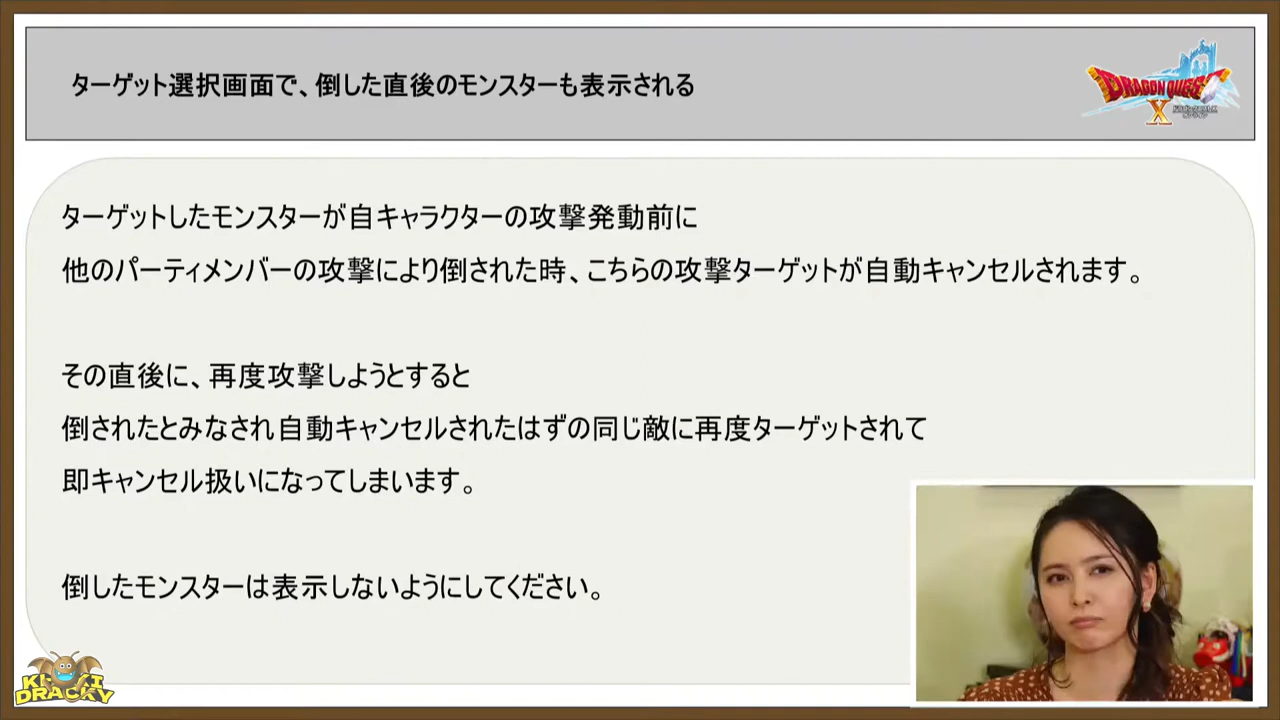 ターゲット選択画面で、倒した直後のモンスターも表示される
DRAGON QUEST
X
ターゲットしたモンスターが自キャラクターの攻撃発動前に
他のパーティメンバーの攻撃により倒された時、こちらの攻撃ターゲットが自動キャンセルされます。
その直後に、再度攻撃しようとすると
倒されたとみなされ自動キャンセルされたはずの同じ敵に再度ターゲットされて
即キャンセル扱いになってしまいます。
倒したモンスターは表示しないようにしてください。
DRACKY